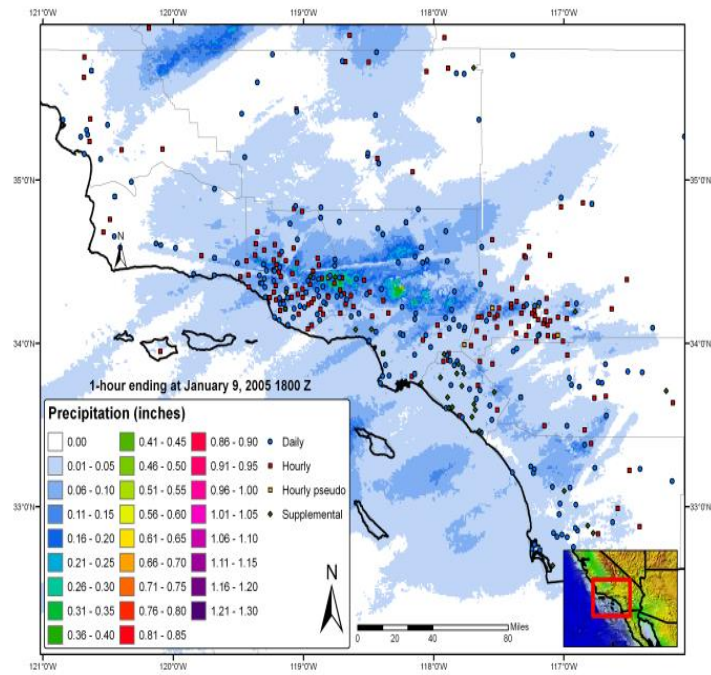 121°0'W 120°0'W 119°0'W 118°0'W 117°0'W
35°0'N 35°0'N
N
34°0'N 34°0'N
1-hour ending at January 9, 2005 1800 Z
Precipitation (inches)
0.00 0.41 - 0.45 0.86 - 0.90 Daily
0.01 - 0.05 0.46 - 0.50 0.91 - 0.95 Hourly
0.06 - 0.10 0.51 - 0.55 0.96 - 1.00 Hourly pseudo
0.11 - 0.15 0.56 - 0.60 1.01 - 1.05 Supplemental
0.16 - 0.20 0.61 - 0.65 1.06 - 1.10
0.21 - 0.25 0.66 - 0.70 1.11 - 1.15
0.26 - 0.30 0.71 - 0.75 1.16 - 1.20
0.31 - 0.35 0.76 - 0.80 1.21 - 1.30
0.36 - 0.40 0.81 - 0.85
33°0'N 33°0'N
N
Miles
0 20 40 80
121°0'W 120°0'W 119°0'W 118°0'W 117°0'W